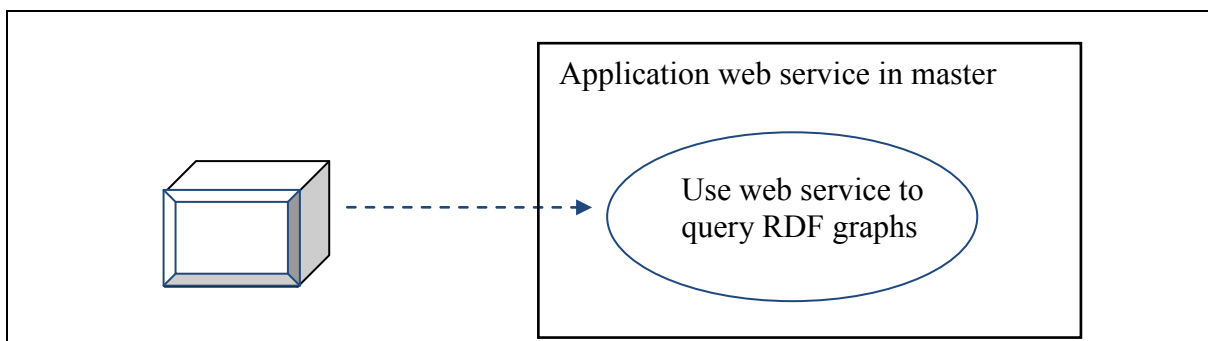 Application web service in master
Use web service to
query RDF graphs